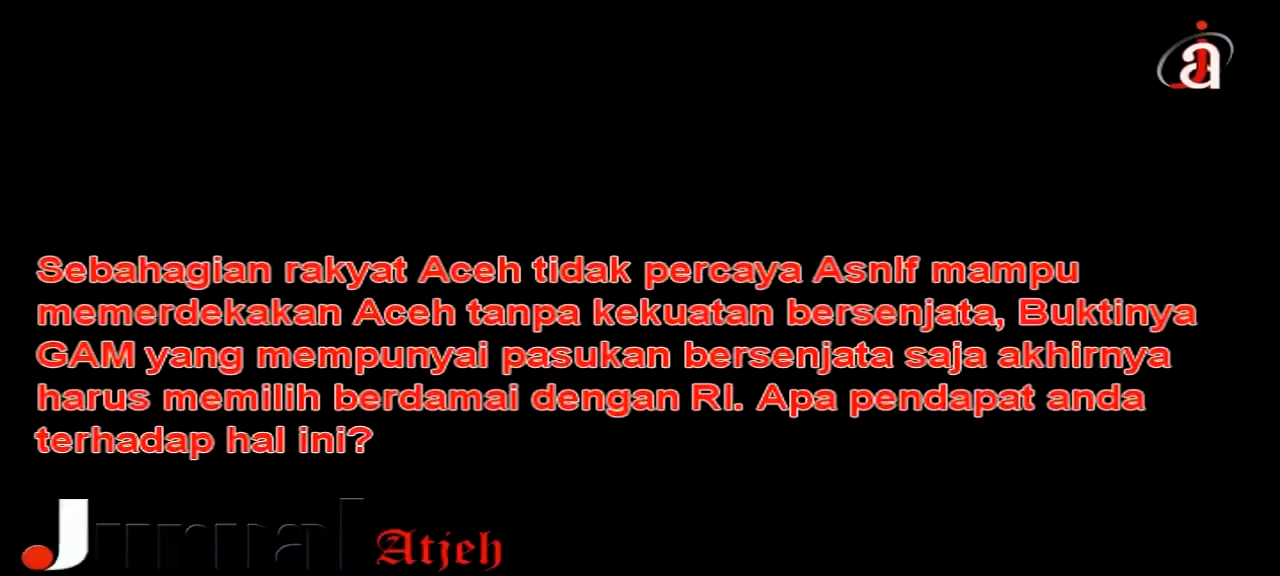 Sebahagian rakyat Aceh tidak percaya Asnlf mampu
memerdekakan Aceh tanpa kekuatan bersenjata, Buktinya
GAM yang mempunyai pasukan bersenjata saja akhirnya
harus memilih berdamai dengan RI. Apa pendapat anda
terhadap hal ini?
Jurnal Atjeh